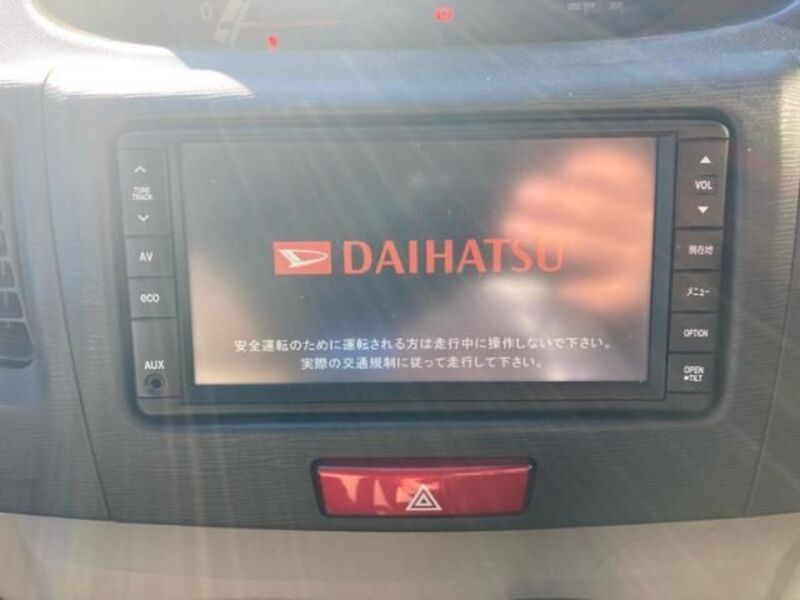 0
TUNE
TRACK
AV
eco
AUX
DAIHATSU
安全運転のために運転される方は走行中に操作しないで下さい。
実際の交通規制に従って走行して下さい。
VOL
現在地
メニュー
OPTION
OPEN
TILT